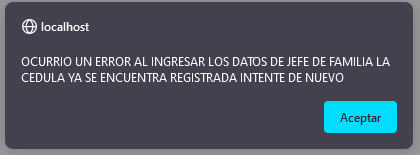 localhost
OCURRIO UN ERROR AL INGRESAR LOS DATOS DE JEFE DE FAMILIA LA
CEDULA YA SE ENCUENTRA REGISTRADA INTENTE DE NUEVO
Aceptar